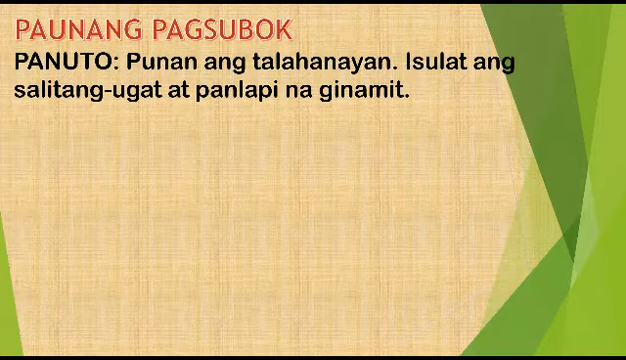 PAUNANG PAGSUBOK
PANUTO: Punan ang talahanayan. Isulat ang
salitang-ugat at panlapi na ginamit.